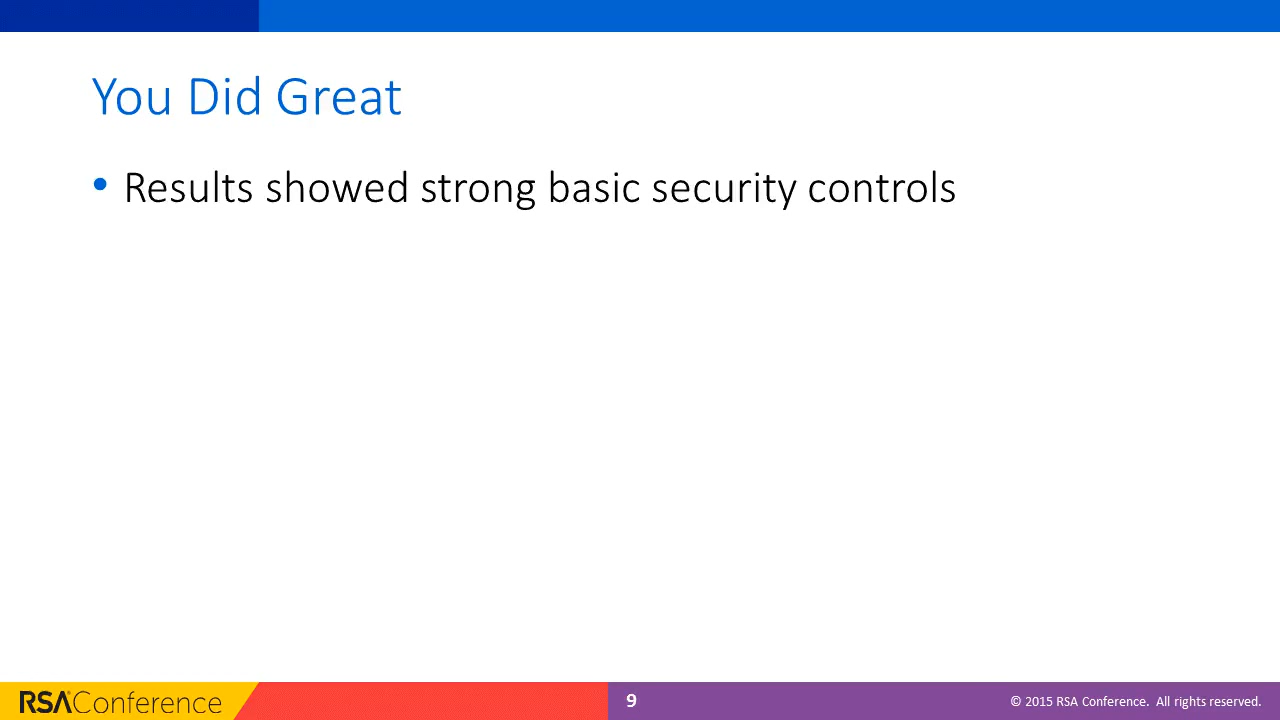 You Did Great
• Results showed strong basic security controls
RSAConference
9
© 2015 RSA Conference. All rights reserved.